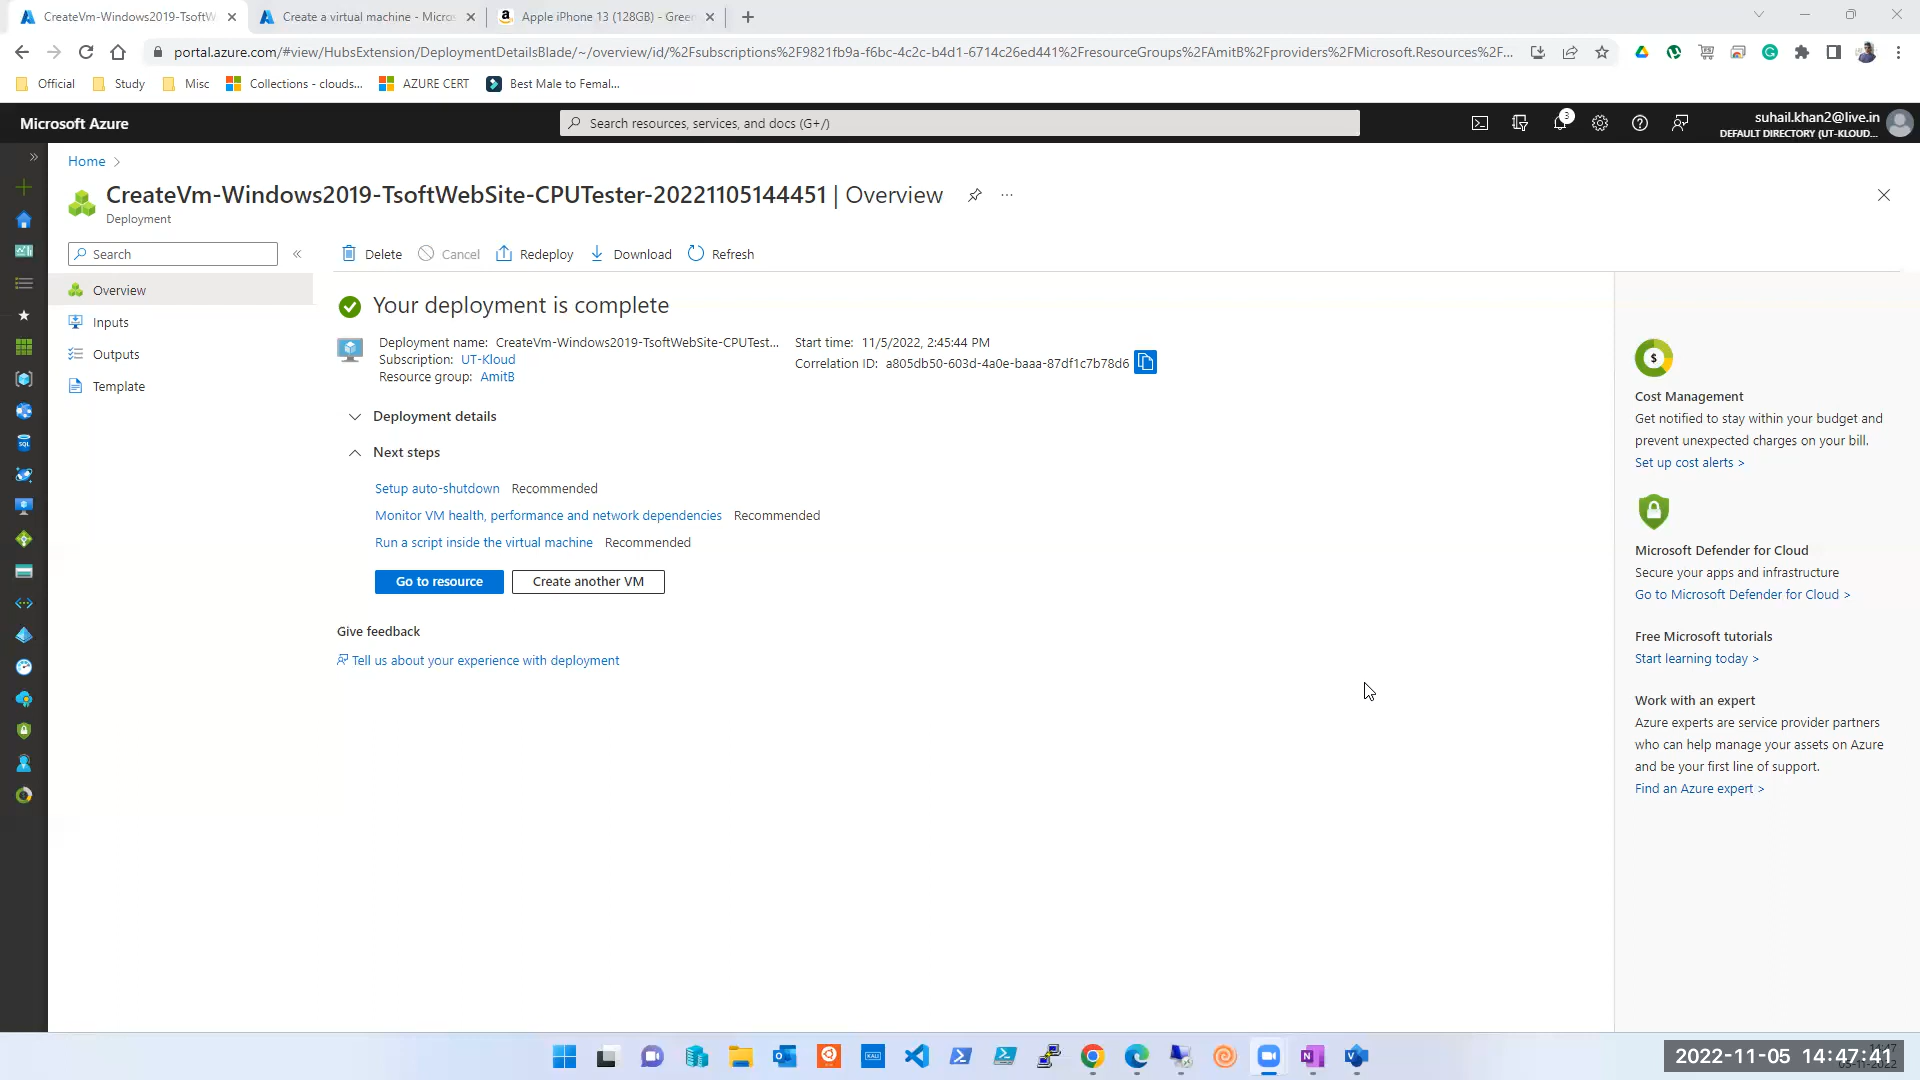 CreateVm-Windows2019-TsoftW
Create a virtual machine - Micros
Apple iPhone 13 (128GB) - Green
portal.azure.com/#view/HubsExtension/DeploymentDetailsBlade/~/overview/id/%2Fsubscriptions%2F9821fb9a-f6bc-4c2c-b4d1-6714c26ed441%2FresourceGroups%2FAmitB%2Fproviders%2FMicrosoft.Resources%2F...
Official
Study
Misc
Collections - clouds...
AZURE CERT
Best Male to Femal...
Microsoft Azure
Search resources, services, and docs (G+/)
3
suhail.khan2@live.in
DEFAULT DIRECTORY (UT-KLOUD...
Home
CreateVm-Windows2019-TsoftWebSite-CPUTester-20221105144451 | Overview
Deployment
Search
Delete
Cancel
Redeploy
Download
Refresh
Overview
Inputs
Outputs
Template
Your deployment is complete
Deployment name: CreateVm-Windows2019-TsoftWebSite-CPUTest...
Subscription: UT-Kloud
Resource group: AmitB
Start time: 11/5/2022, 2:45:44 PM
Correlation ID: a805db50-603d-4a0e-baaa-87df1c7b78d6
Deployment details
Next steps
Setup auto-shutdown Recommended
Monitor VM health, performance and network dependencies Recommended
Run a script inside the virtual machine Recommended
Go to resource
Create another VM
Give feedback
Tell us about your experience with deployment
Cost Management
Get notified to stay within your budget and
prevent unexpected charges on your bill.
Set up cost alerts >
Microsoft Defender for Cloud
Secure your apps and infrastructure
Go to Microsoft Defender for Cloud >
Free Microsoft tutorials
Start learning today >
Work with an expert
Azure experts are service provider partners
who can help manage your assets on Azure
and be your first line of support.
Find an Azure expert >
2022-11-05 14:47:41